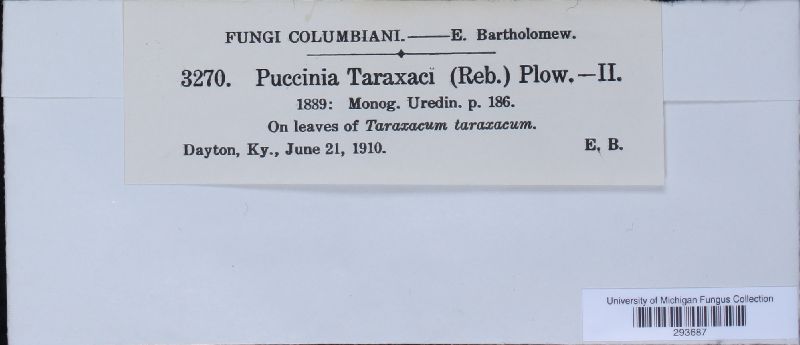 FUNGI COLUMBIANI.——E. Bartholomew.
3270. Puccinia Taraxaci (Reb.) Plow.—II.
1889: Monog. Uredin. p. 186.
On leaves of Taraxacum taraxacum.
Dayton, Ky., June 21, 1910. E. B.
University of Michigan Fungus Collection
293687